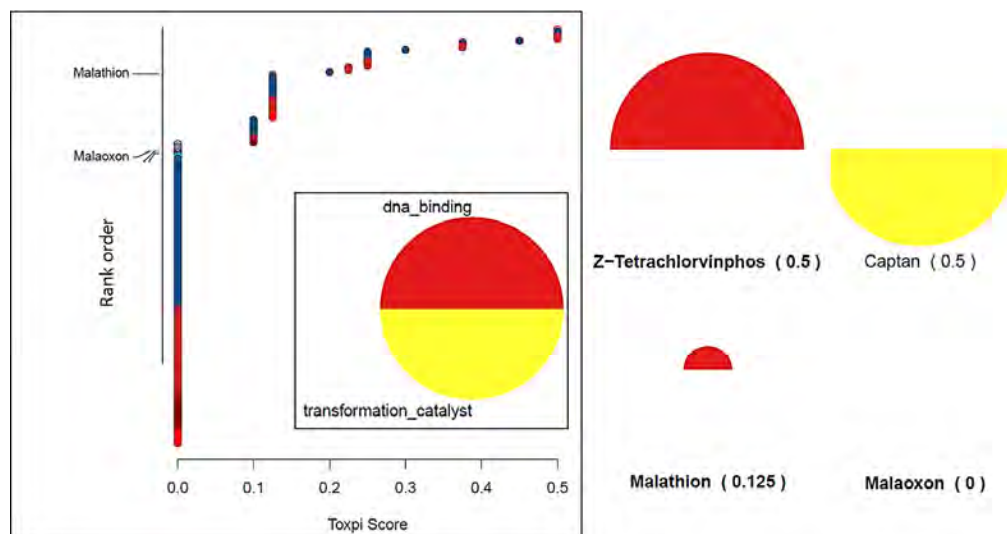 Malathion
Malaoxon
Rank order
dna_binding
transformation_catalyst
0.0 0.1 0.2 0.3 0.4 0.5
Toxpi Score
Z−Tetrachlorvinphos ( 0.5 )
Captan ( 0.5 )
Malathion ( 0.125 )
Malaoxon ( 0 )